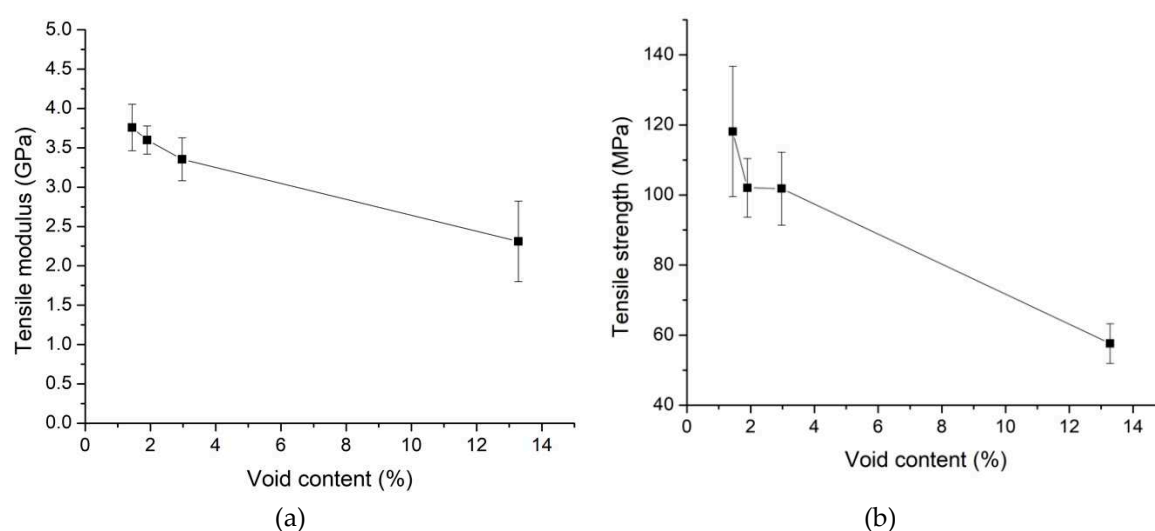 5.0
4.5
4.0
3.5
3.0
2.5
2.0
1.5
1.0
0.5
0.0
Tensile modulus (GPa)
0 2 4 6 8 10 12 14
Void content (%)
(a)
140
120
100
80
60
40
Tensile strength (MPa)
0 2 4 6 8 10 12 14
Void content (%)
(b)